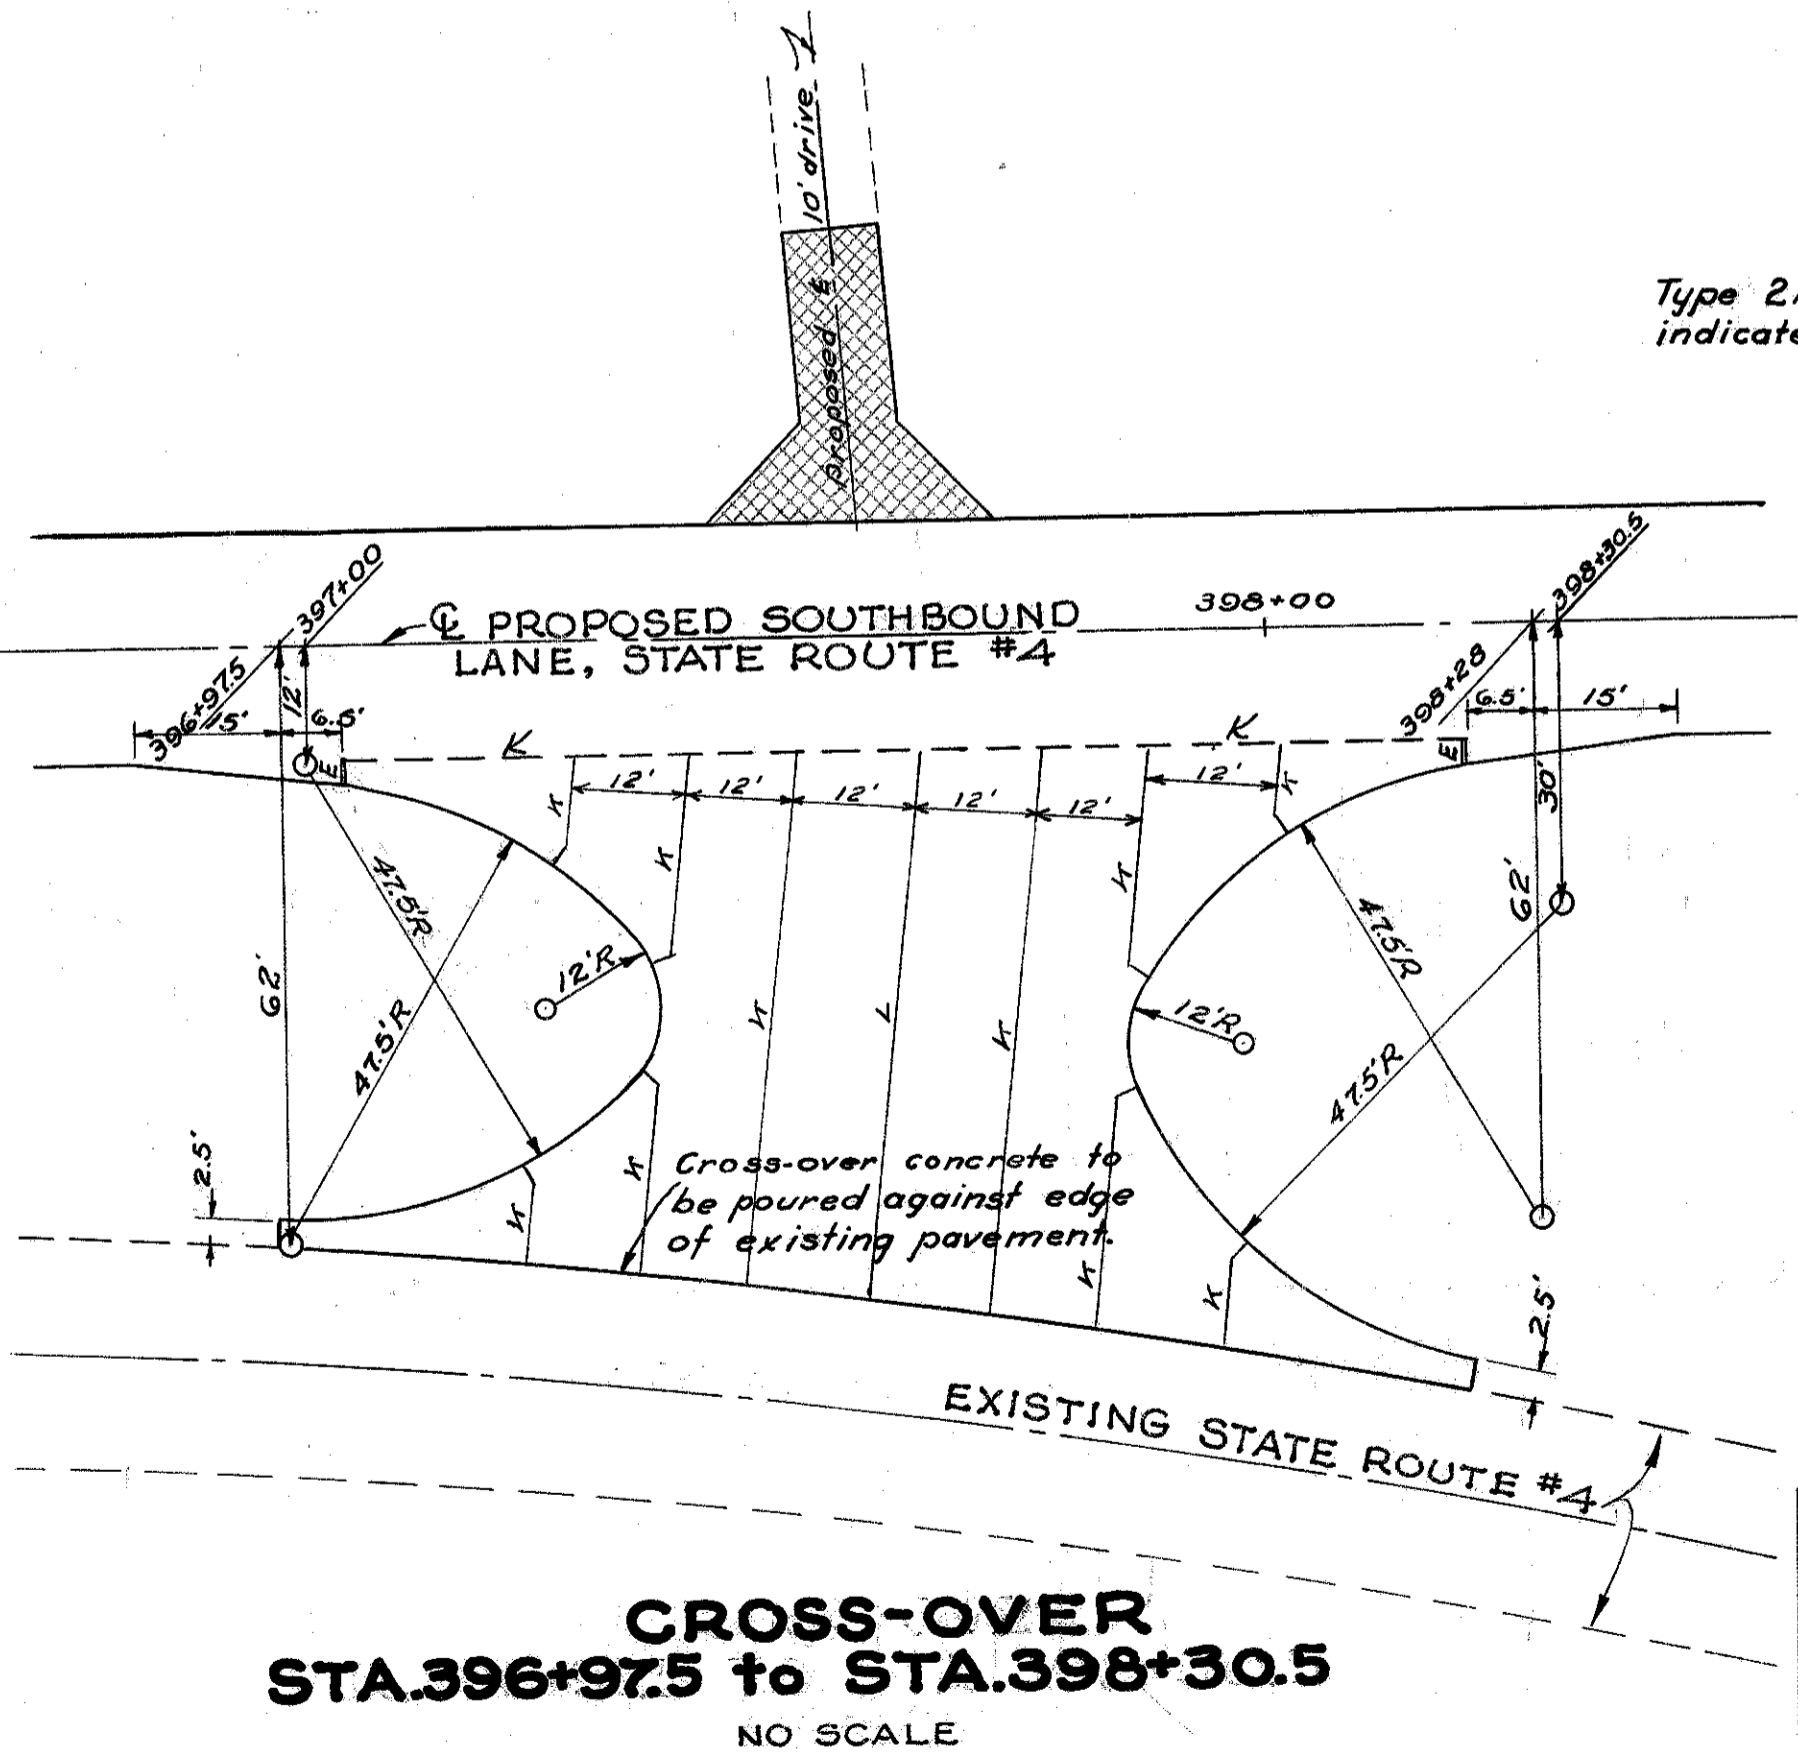 10' drive
proposed ℄
Type 2
indicate
397+00
396+97.5
℄ PROPOSED SOUTHBOUND
LANE, STATE ROUTE #4
398+00
398+30.5
398+28
15'
12'
6.5'
6.5'
15'
E
K
K
E
12'
12'
12'
12'
12'
12'
K
K
K
K
30'
62'
62'
47.5'R
47.5'R
12'R
K
K
12'R
47.5'R
47.5'R
2.5'
K
K
K
K
2.5'
Cross-over concrete to
be poured against edge
of existing pavement.
EXISTING STATE ROUTE #4
CROSS-OVER
STA.396+97.5 to STA.398+30.5
NO SCALE